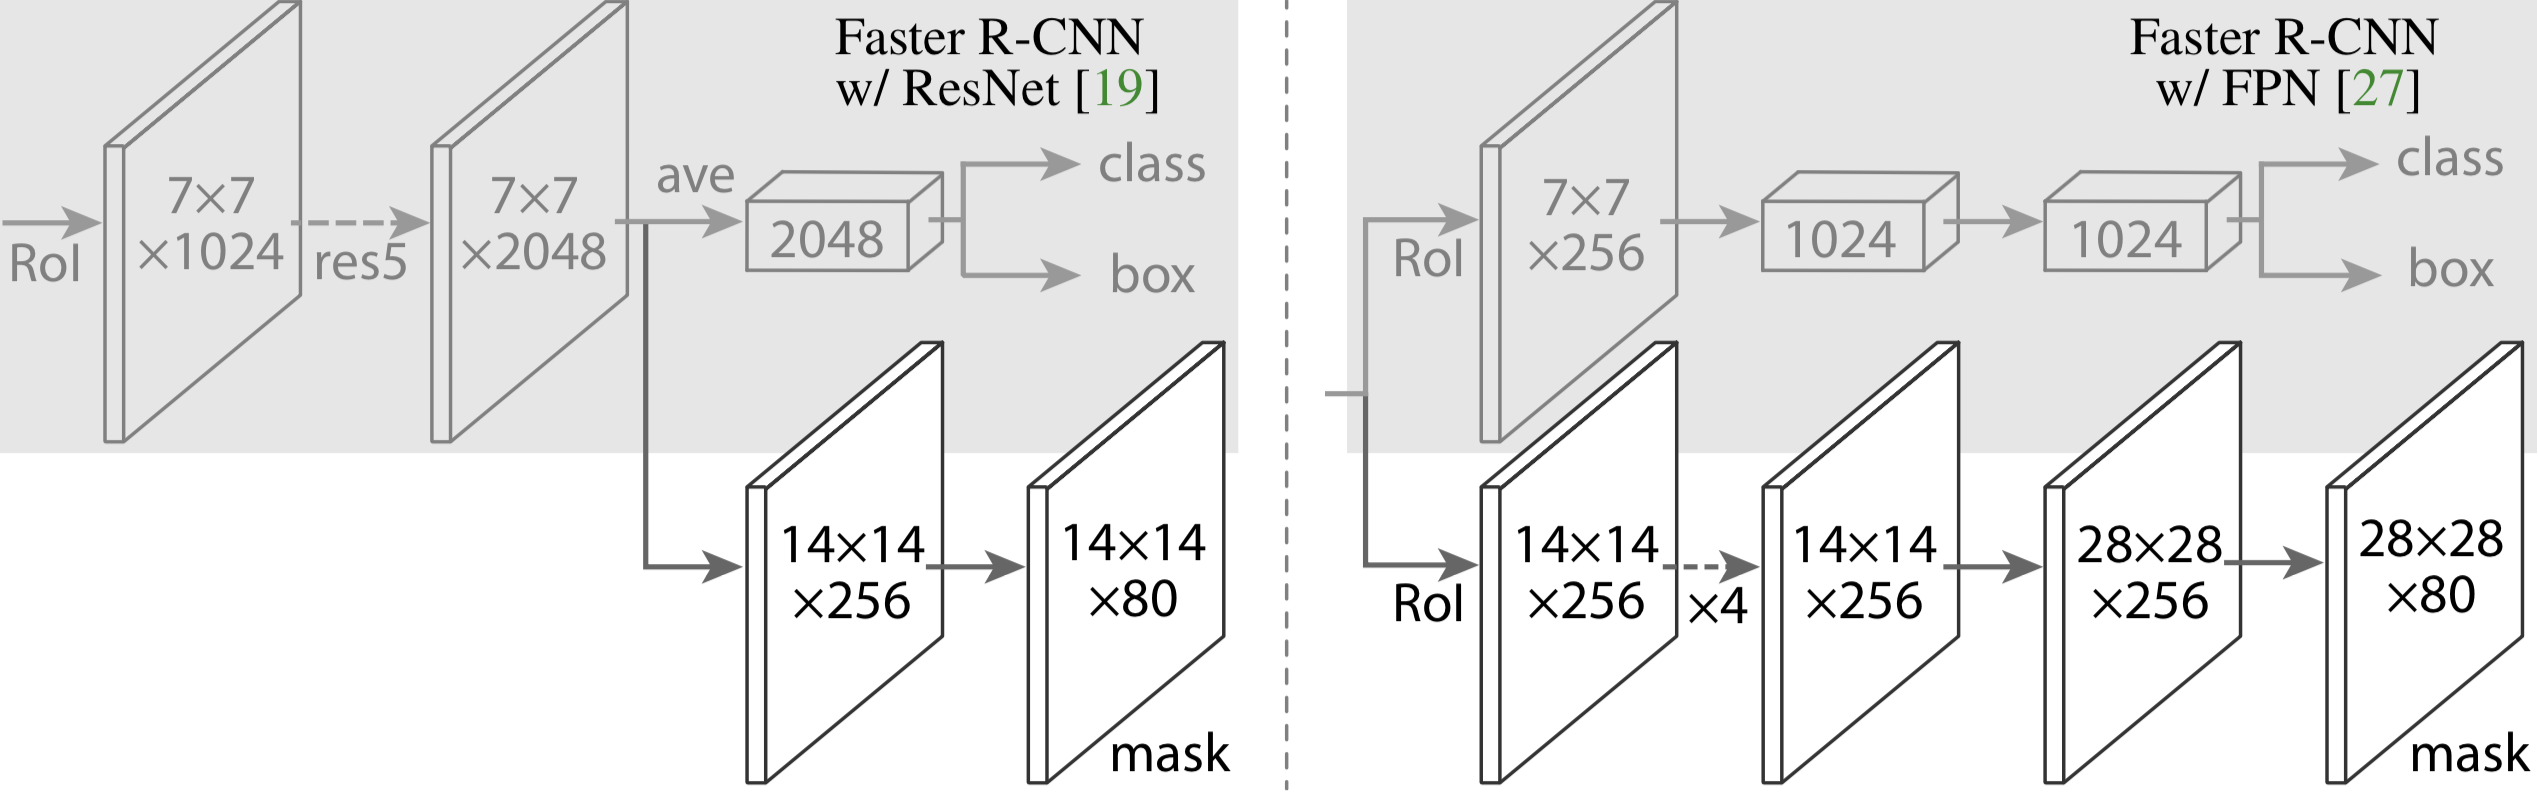 Faster R-CNN
w/ ResNet [19]
RoI
7×7
×1024
res5
7×7
×2048
ave
2048
class
box
14×14
×256
14×14
×80
mask
Faster R-CNN
w/ FPN [27]
RoI
7×7
×256
1024
1024
class
box
RoI
14×14
×256
×4
14×14
×256
28×28
×256
28×28
×80
mask